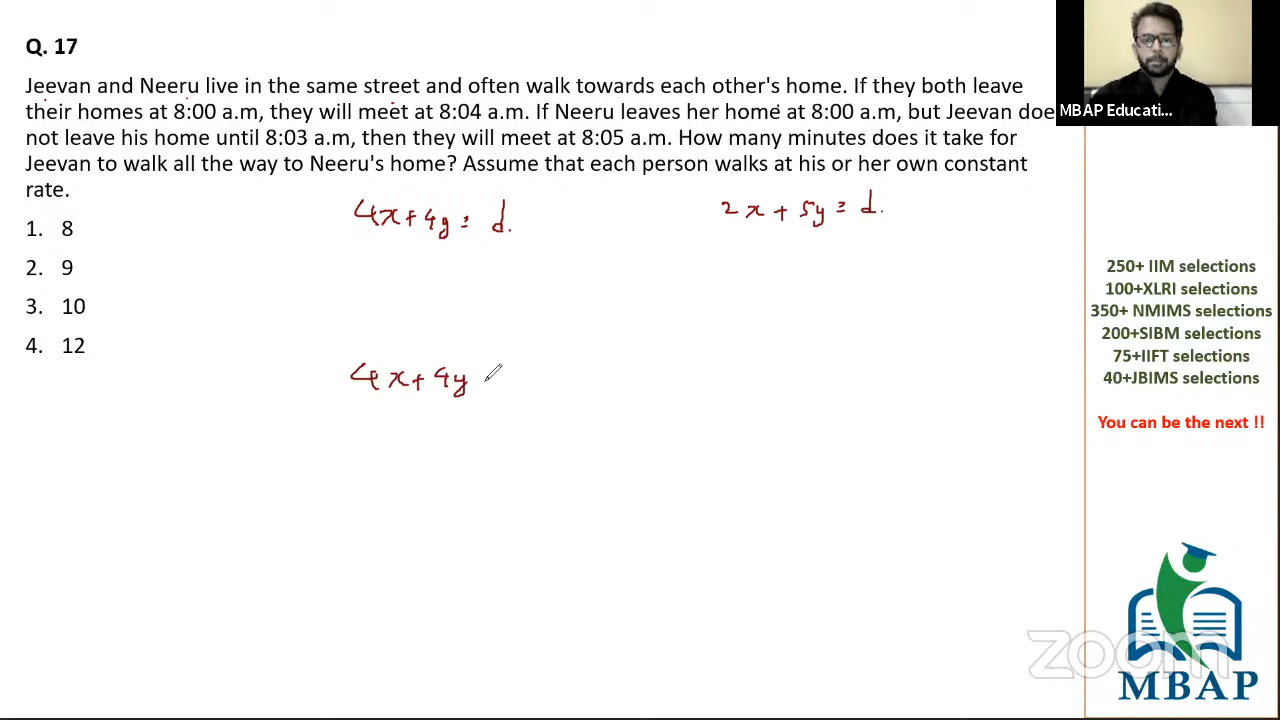 Q. 17
Jeevan and Neeru live in the same street and often walk towards each other's home. If they both leave
their homes at 8:00 a.m, they will meet at 8:04 a.m. If Neeru leaves her home at 8:00 a.m, but Jeevan doe
not leave his home until 8:03 a.m, then they will meet at 8:05 a.m. How many minutes does it take for
Jeevan to walk all the way to Neeru's home? Assume that each person walks at his or her own constant
rate.
4x + 4y = d.
2x + 5y = d.
1. 8
2. 9
3. 10
4. 12
4x + 4y
MBAP Educati...
250+ IIM selections
100+XLRI selections
350+ NMIMS selections
200+SIBM selections
75+IIFT selections
40+JBIMS selections
You can be the next !!
zoom
MBAP